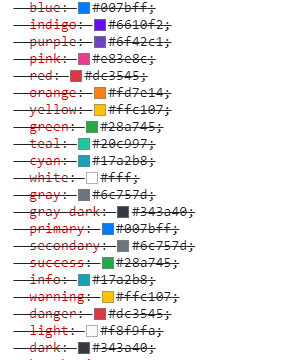 blue: #007bff;
indigo: #6610f2;
purple: #6f42c1;
pink: #e83e8c;
red: #dc3545;
orange: #fd7e14;
yellow: #ffc107;
green: #28a745;
teal: #20c997;
cyan: #17a2b8;
white: #fff;
gray: #6c757d;
gray-dark: #343a40;
primary: #007bff;
secondary: #6c757d;
success: #28a745;
info: #17a2b8;
warning: #ffc107;
danger: #dc3545;
light: #f8f9fa;
dark: #343a40;